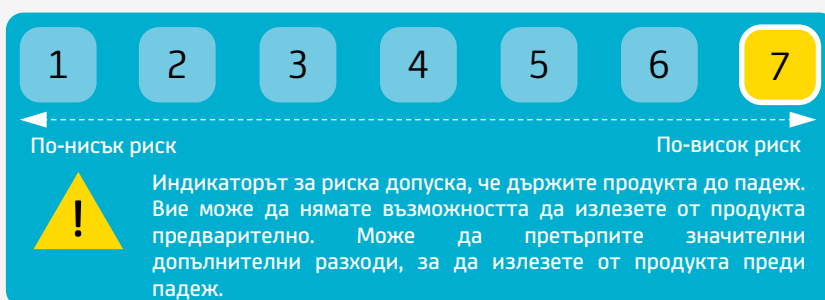 1 2 3 4 5 6 7
По-нисък риск По-висок риск
!
Индикаторът за риска допуска, че държите продукта до падеж.
Вие може да нямате възможността да излезете от продукта
предварително. Може да претърпите значителни
допълнителни разходи, за да излезете от продукта преди
падеж.